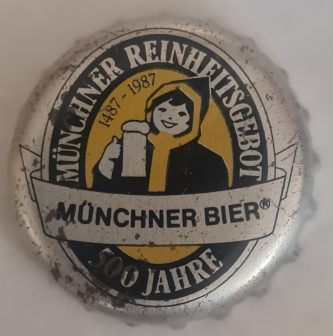 MÜNCHNER REINHEITSGEBOT
1487-1987
MÜNCHNER BIER®
500 JAHRE